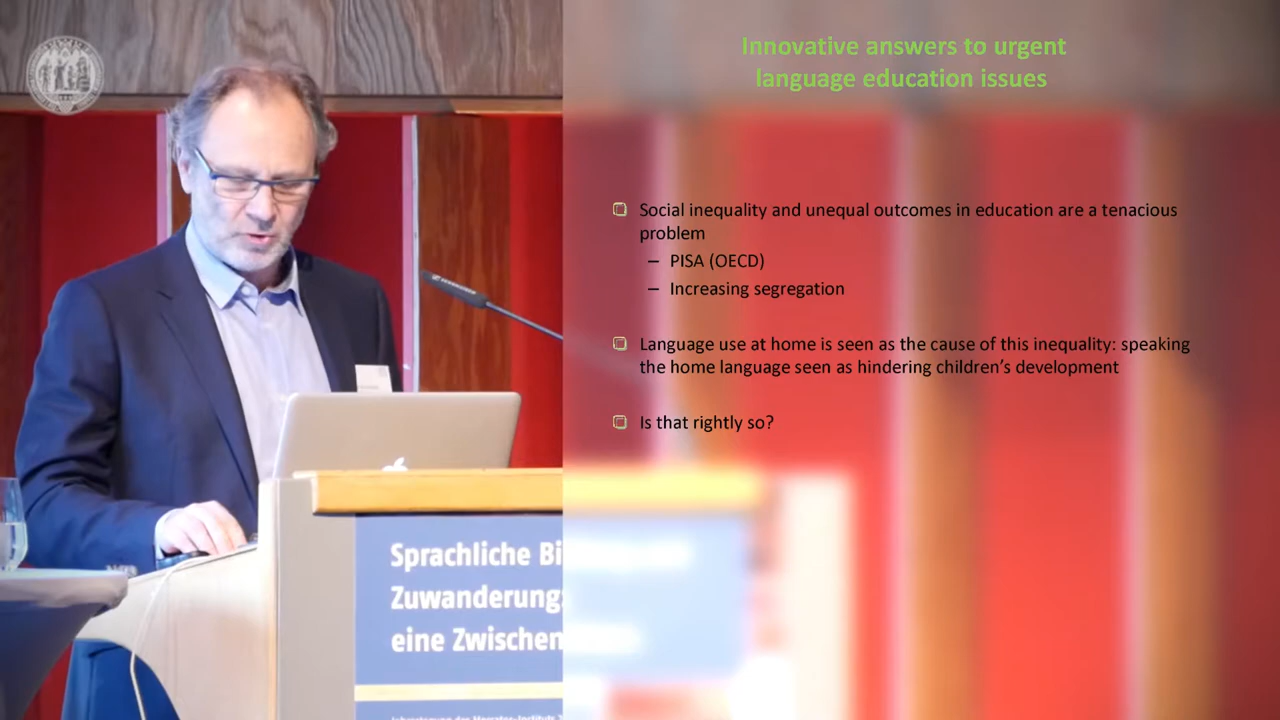 Innovative answers to urgent
language education issues
Social inequality and unequal outcomes in education are a tenacious
problem
– PISA (OECD)
– Increasing segregation
Language use at home is seen as the cause of this inequality: speaking
the home language seen as hindering children's development
Is that rightly so?
Sprachliche Bi
Zuwanderung
eine Zwischen